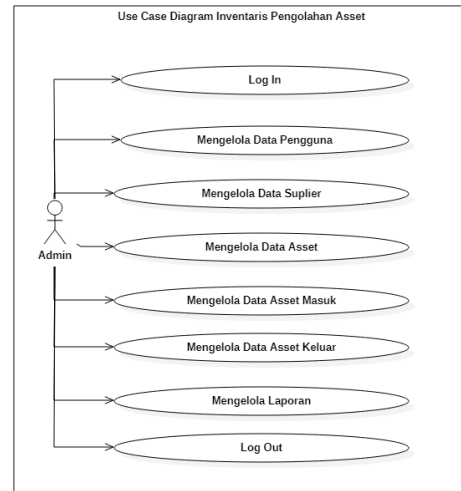 Use Case Diagram Inventaris Pengolahan Asset
Log In
Mengelola Data Pengguna
Mengelola Data Suplier
Admin
Mengelola Data Asset
Mengelola Data Asset Masuk
Mengelola Data Asset Keluar
Mengelola Laporan
Log Out